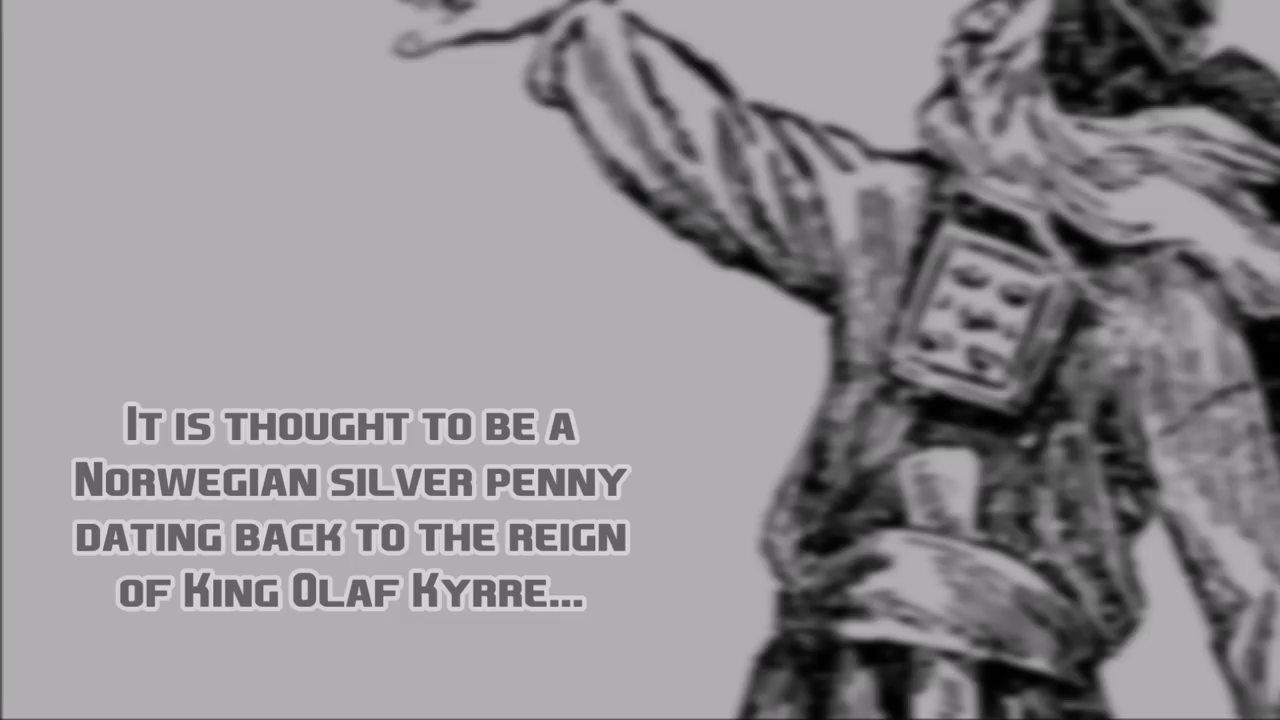 It is thought to be a
Norwegian silver penny
dating back to the reign
of King Olaf Kyrre...